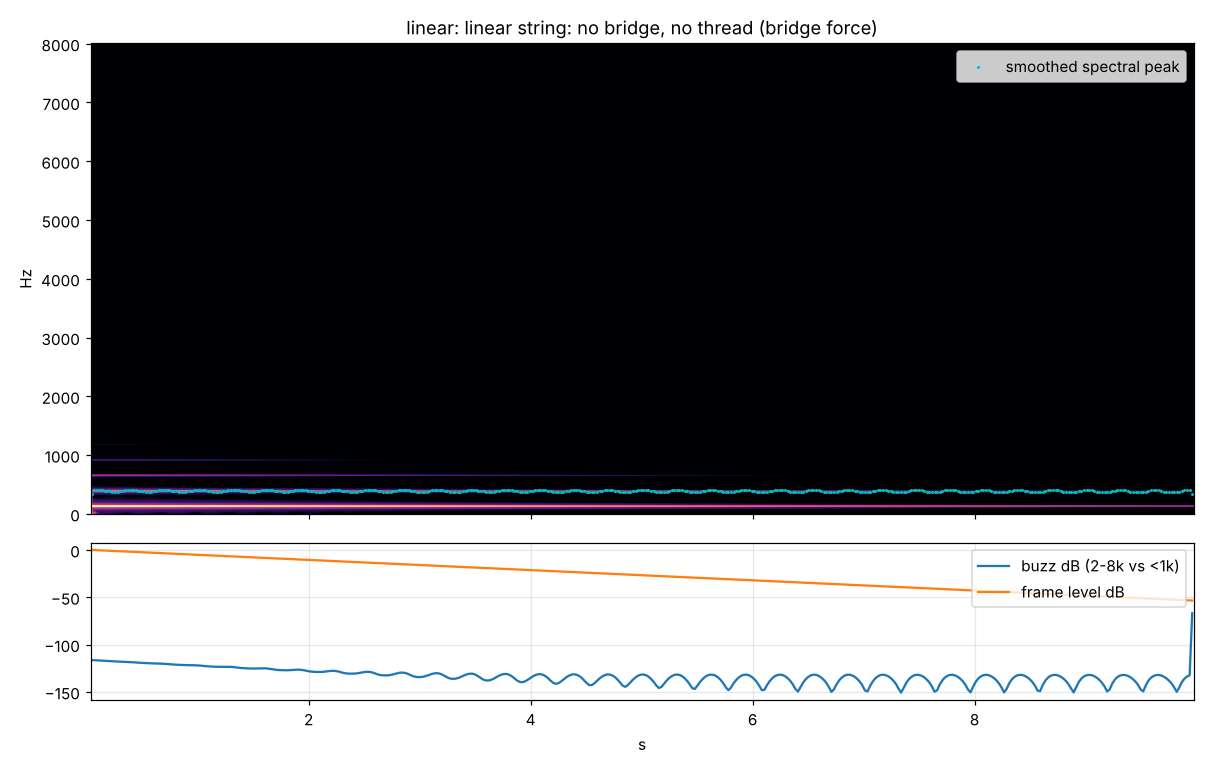 linear: linear string: no bridge, no thread (bridge force)
8000
7000
6000
5000
4000
3000
2000
1000
0
Hz
smoothed spectral peak
0
−50
−100
−150
buzz dB (2-8k vs <1k)
frame level dB
2
4
6
8
s